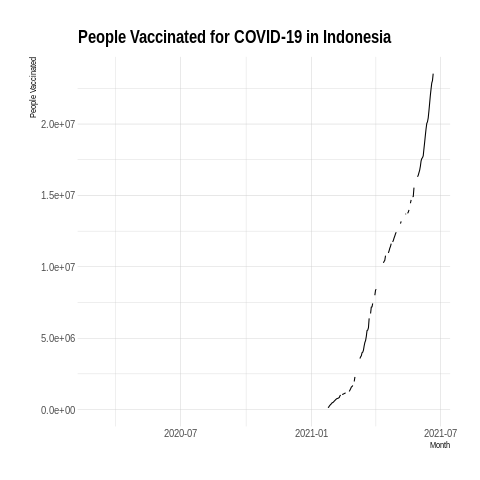 People Vaccinated for COVID-19 in Indonesia
People Vaccinated
2.0e+07
1.5e+07
1.0e+07
5.0e+06
0.0e+00
2020-07
2021-01
2021-07
Month